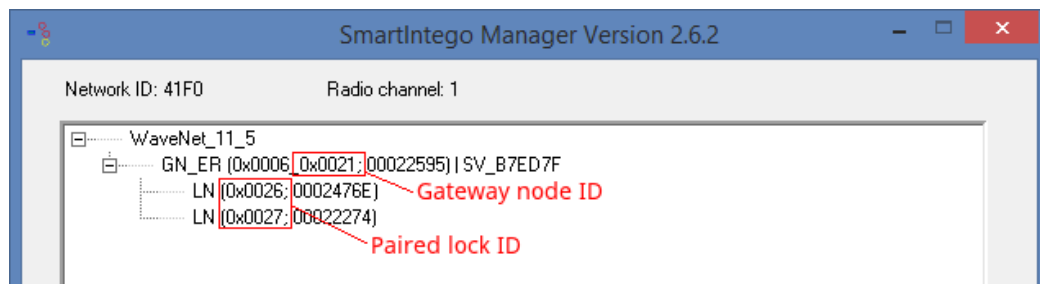 SmartIntego Manager Version 2.6.2
Network ID: 41F0 Radio channel: 1
WaveNet_11_5
GN_ER (0x0006_0x0021; 00022595) | SV_B7ED7F
LN (0x0026; 0002476E)
Gateway node ID
LN (0x0027; 00022274)
Paired lock ID